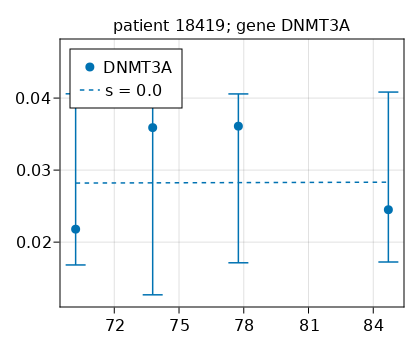 patient 18419; gene DNMT3A
DNMT3A
s = 0.0
0.04
0.03
0.02
72 75 78 81 84